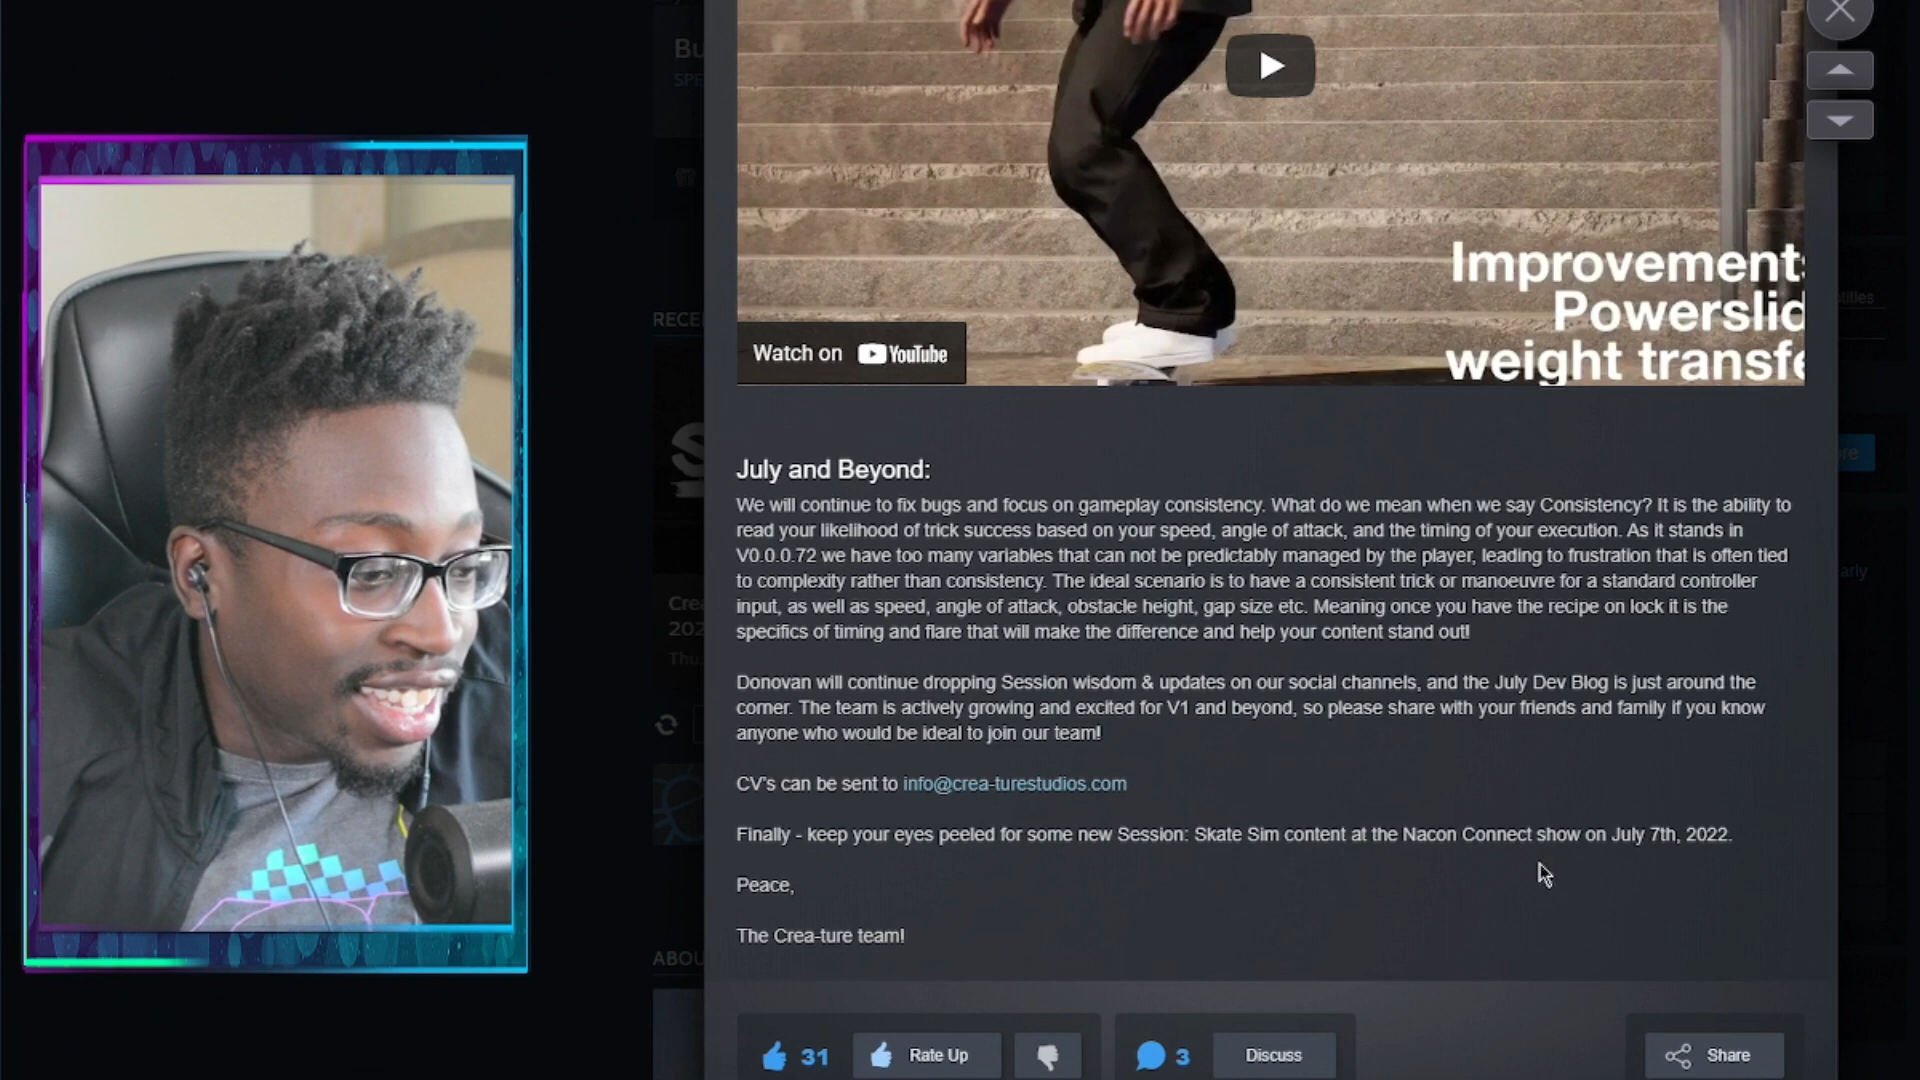 Bu
SPE
Improvements
Powerslid
weight transfe
Watch on YouTube
RECE
July and Beyond:
We will continue to fix bugs and focus on gameplay consistency. What do we mean when we say Consistency? It is the ability to
read your likelihood of trick success based on your speed, angle of attack, and the timing of your execution. As it stands in
V0.0.0.72 we have too many variables that can not be predictably managed by the player, leading to frustration that is often tied
to complexity rather than consistency. The ideal scenario is to have a consistent trick or manoeuvre for a standard controller
input, as well as speed, angle of attack, obstacle height, gap size etc. Meaning once you have the recipe on lock it is the
specifics of timing and flare that will make the difference and help your content stand out!
Crea
202
Thu,
Donovan will continue dropping Session wisdom & updates on our social channels, and the July Dev Blog is just around the
corner. The team is actively growing and excited for V1 and beyond, so please share with your friends and family if you know
anyone who would be ideal to join our team!
CV's can be sent to info@crea-turestudios.com
Finally - keep your eyes peeled for some new Session: Skate Sim content at the Nacon Connect show on July 7th, 2022.
Peace,
The Crea-ture team!
ABOU
31 Rate Up 3 Discuss Share